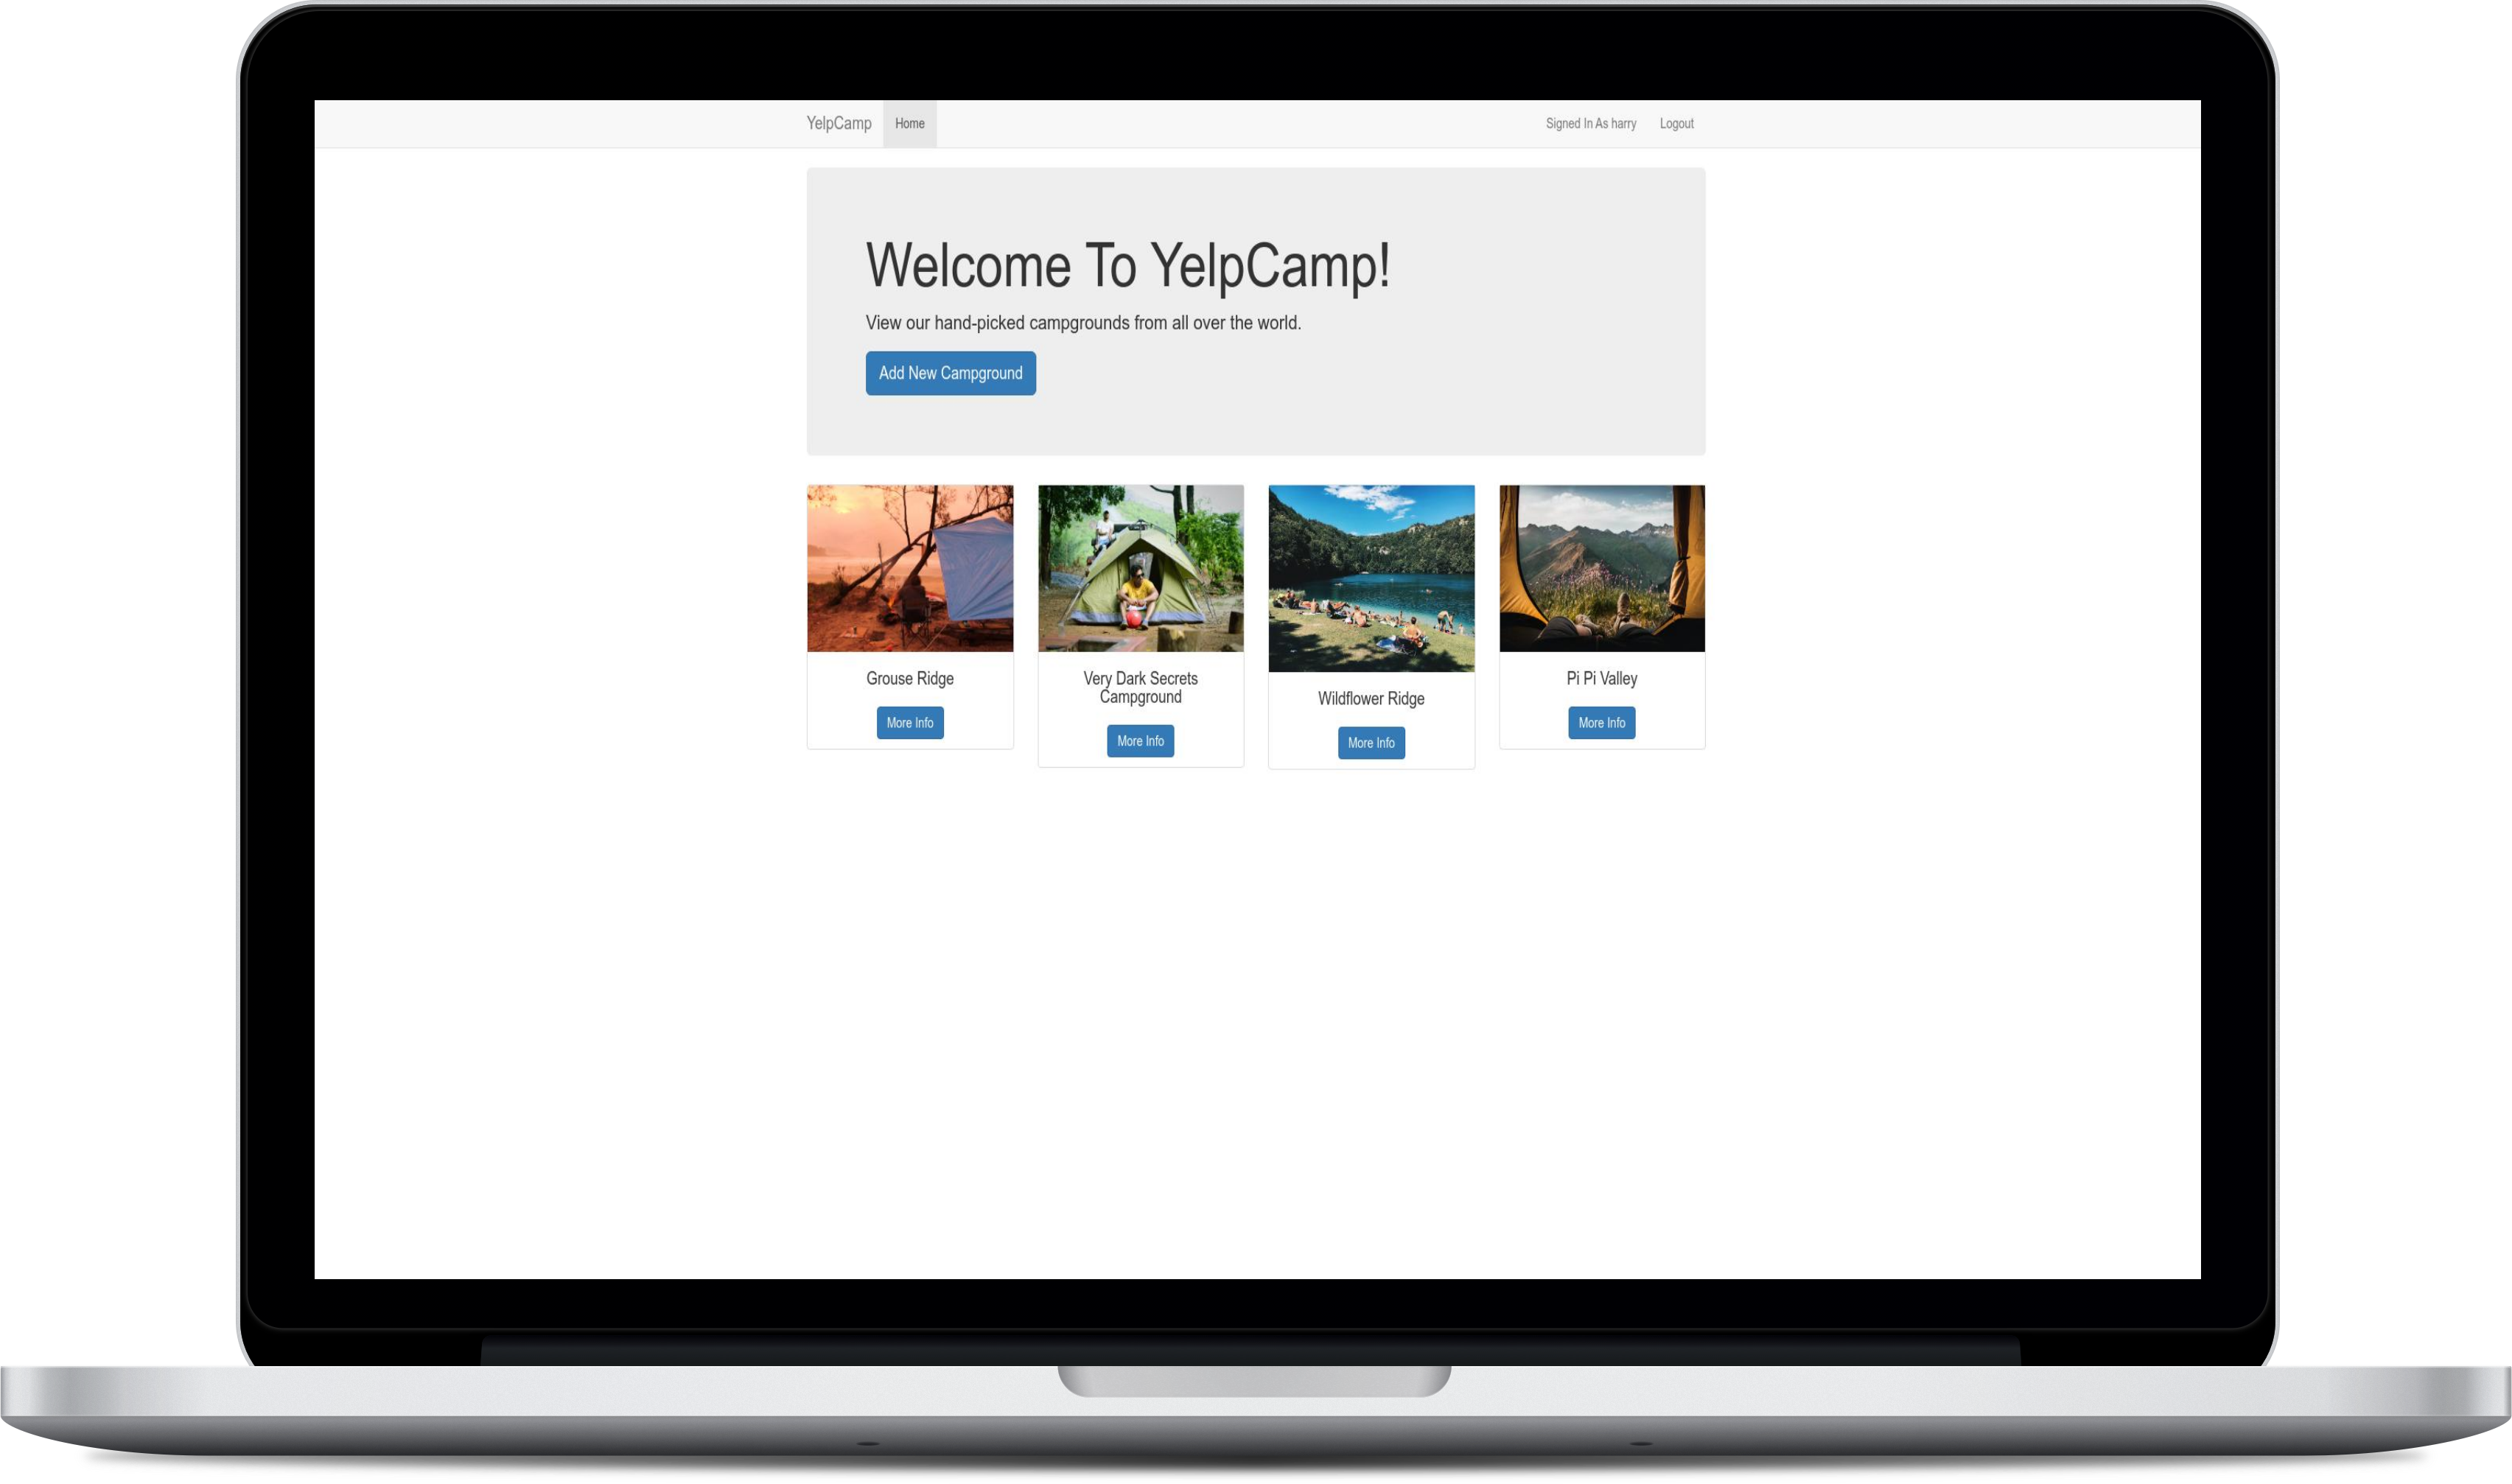 YelpCamp Home Signed In As harry Logout
Welcome To YelpCamp!
View our hand-picked campgrounds from all over the world.
Add New Campground
Grouse Ridge
More Info
Very Dark Secrets
Campground
More Info
Wildflower Ridge
More Info
Pi Pi Valley
More Info